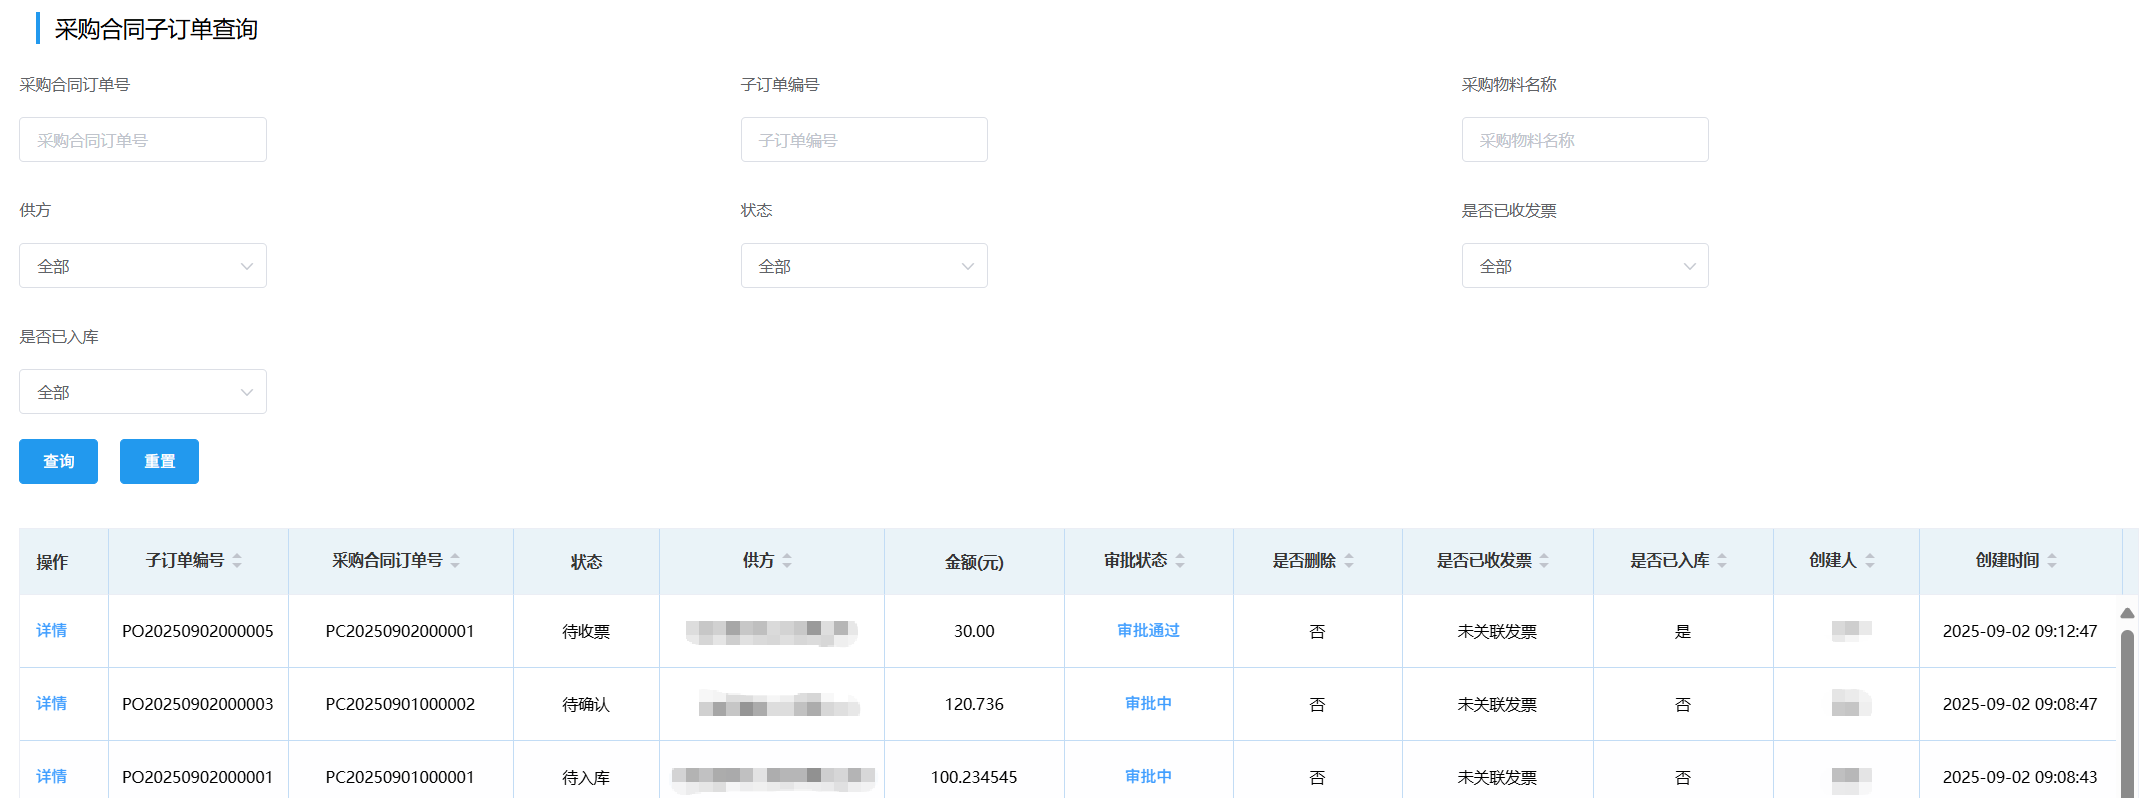 采购合同子订单查询
采购合同订单号 子订单编号 采购物料名称
采购合同订单号 子订单编号 采购物料名称
供方 状态 是否已收发票
全部 全部 全部
是否已入库
全部
查询 重置
操作 子订单编号 采购合同订单号 状态 供方 金额(元) 审批状态 是否删除 是否已收发票 是否已入库 创建人 创建时间
详情 PO20250902000005 PC20250902000001 待收票 30.00 审批通过 否 未关联发票 是 2025-09-02 09:12:47
详情 PO20250902000003 PC20250901000002 待确认 120.736 审批中 否 未关联发票 否 2025-09-02 09:08:47
详情 PO20250902000001 PC20250901000001 待入库 100.234545 审批中 否 未关联发票 否 2025-09-02 09:08:43